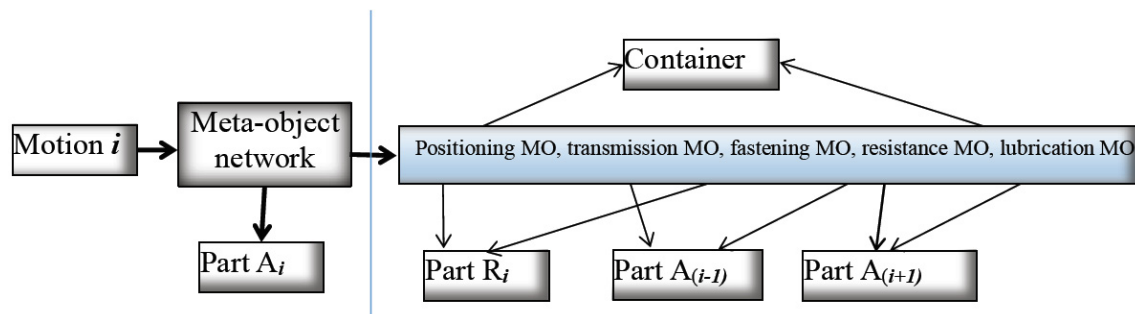 Container
Motion i
Meta-object
network
Positioning MO, transmission MO, fastening MO, resistance MO, lubrication MO
Part Ai
Part Ri
Part A(i-1)
Part A(i+1)